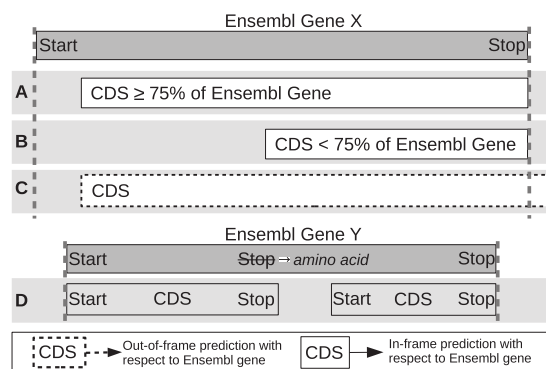 Ensembl Gene X
Start Stop
A CDS ≥ 75% of Ensembl Gene
B CDS < 75% of Ensembl Gene
C CDS
Ensembl Gene Y
Start Stop → amino acid Stop
D Start CDS Stop Start CDS Stop
CDS Out-of-frame prediction with respect to Ensembl gene
CDS In-frame prediction with respect to Ensembl gene